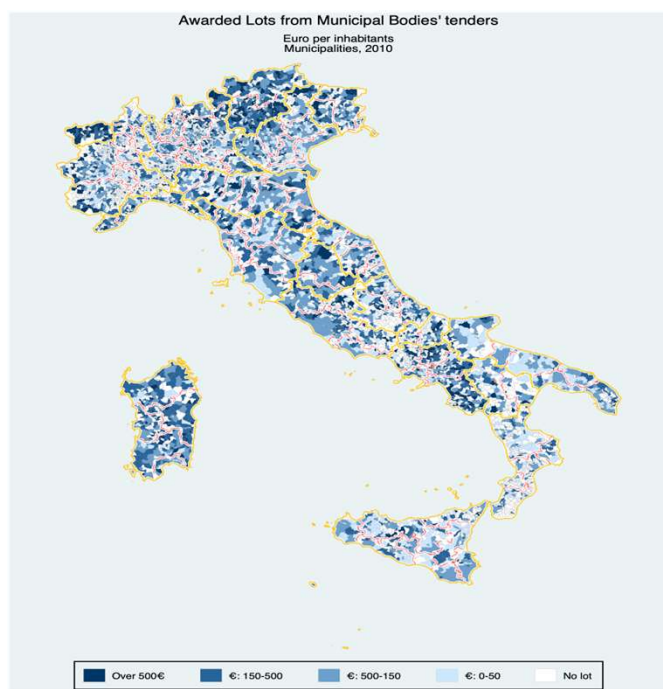 Awarded Lots from Municipal Bodies' tenders
Euro per inhabitants
Municipalities, 2010
Over 500€ €: 150-500 €: 500-150 €: 0-50 No lot